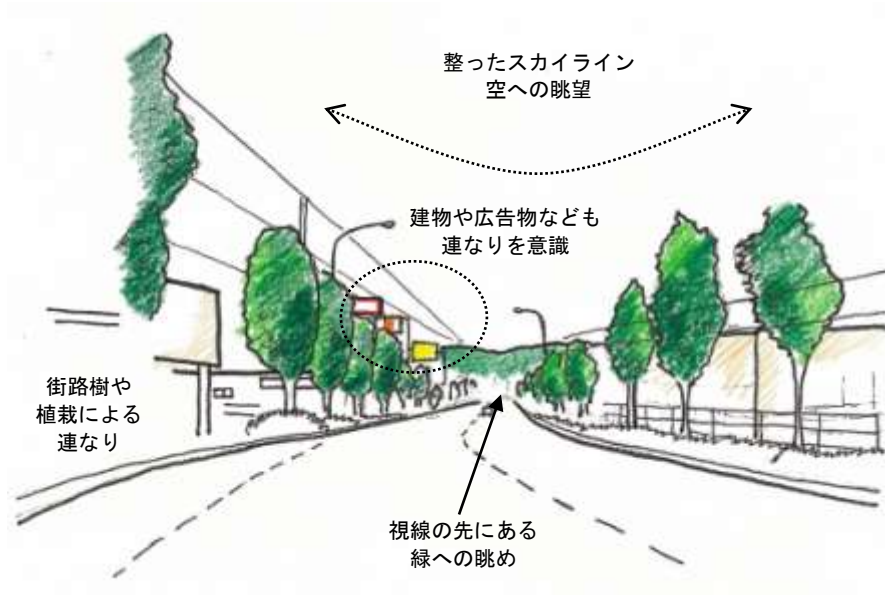 整ったスカイライン
空への眺望
建物や広告物なども
連なりを意識
街路樹や
植栽による
連なり
視線の先にある
緑への眺め